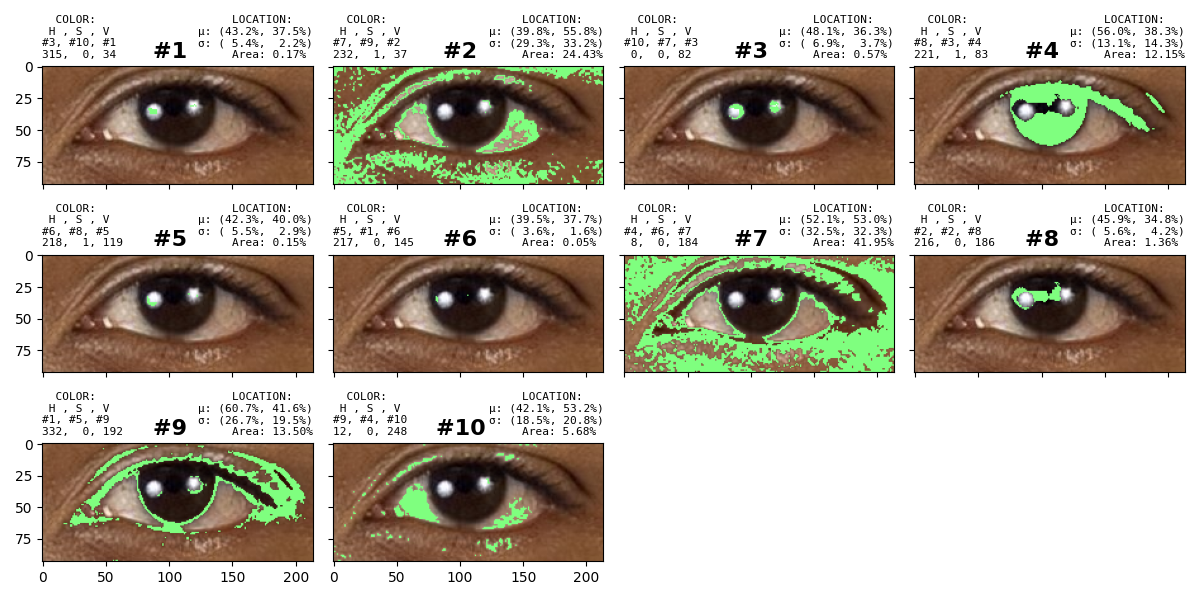 COLOR: LOCATION:
H , S , V μ: (43.2%, 37.5%)
#3, #10, #1 #1 σ: ( 5.4%, 2.2%)
315, 0, 34 Area: 0.17%
COLOR: LOCATION:
H , S , V μ: (39.8%, 55.8%)
#7, #9, #2 #2 σ: (29.3%, 33.2%)
232, 1, 37 Area: 24.43%
COLOR: LOCATION:
H , S , V μ: (48.1%, 36.3%)
#10, #7, #3 #3 σ: ( 6.9%, 3.7%)
0, 0, 82 Area: 0.57%
COLOR: LOCATION:
H , S , V μ: (56.0%, 38.3%)
#8, #3, #4 #4 σ: (13.1%, 14.3%)
221, 1, 83 Area: 12.15%
0
25
50
75
COLOR: LOCATION:
H , S , V μ: (42.3%, 40.0%)
#6, #8, #5 #5 σ: ( 5.5%, 2.9%)
218, 1, 119 Area: 0.15%
COLOR: LOCATION:
H , S , V μ: (39.5%, 37.7%)
#5, #1, #6 #6 σ: ( 3.6%, 1.6%)
217, 0, 145 Area: 0.05%
COLOR: LOCATION:
H , S , V μ: (52.1%, 53.0%)
#4, #6, #7 #7 σ: (32.5%, 32.3%)
8, 0, 184 Area: 41.95%
COLOR: LOCATION:
H , S , V μ: (45.9%, 34.8%)
#2, #2, #8 #8 σ: ( 5.6%, 4.2%)
216, 0, 186 Area: 1.36%
0
25
50
75
COLOR: LOCATION:
H , S , V μ: (60.7%, 41.6%)
#1, #5, #9 #9 σ: (26.7%, 19.5%)
332, 0, 192 Area: 13.50%
COLOR: LOCATION:
H , S , V μ: (42.1%, 53.2%)
#9, #4, #10 #10 σ: (18.5%, 20.8%)
12, 0, 248 Area: 5.68%
0
25
50
75
0 50 100 150 200
0 50 100 150 200